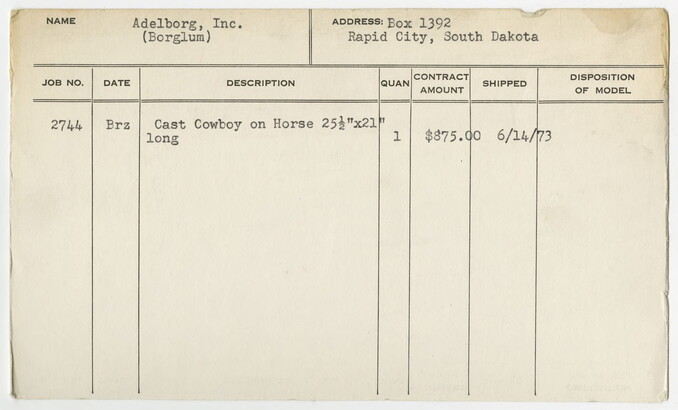 NAME Adelborg, Inc. ADDRESS: Box 1392
(Borglum) Rapid City, South Dakota
JOB NO. DATE DESCRIPTION QUAN CONTRACT AMOUNT SHIPPED DISPOSITION OF MODEL
2744 Brz Cast Cowboy on Horse 25½"x21"
long 1 $875.00 6/14/73